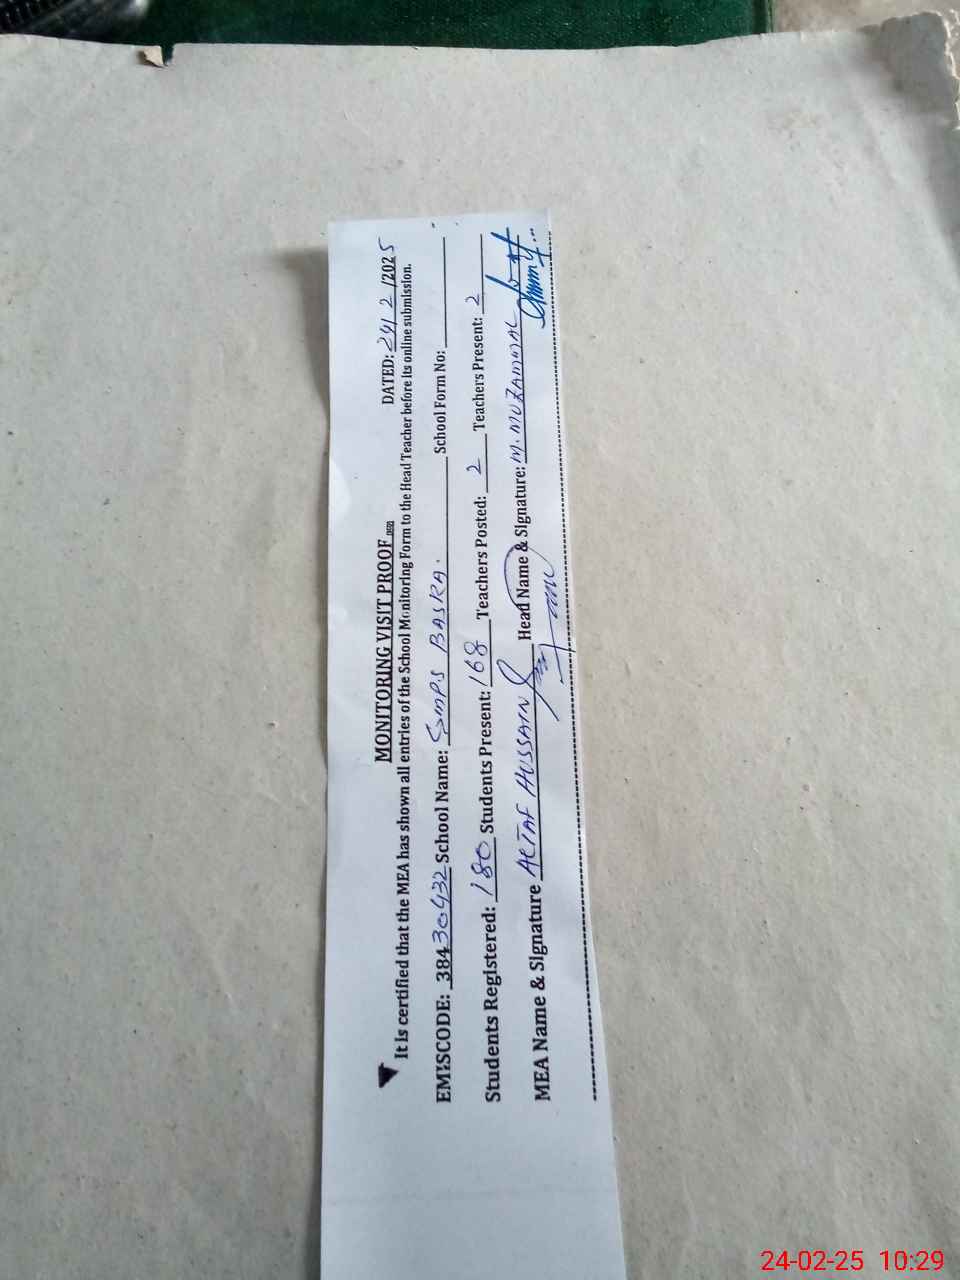 MONITORING VISIT PROOF
DATED: 24/2/2025
It is certified that the MEA has shown all entries of the School Monitoring Form to the Head Teacher before its online submission.
EMISCODE: 38430432 School Name: GMPS BASRA. School Form No:
Students Registered: 180 Students Present: 168 Teachers Posted: 2 Teachers Present: 2
MEA Name & Signature ALTAF HUSSAIN Head Name & Signature: M. MUZAMMAL
24-02-25 10:29